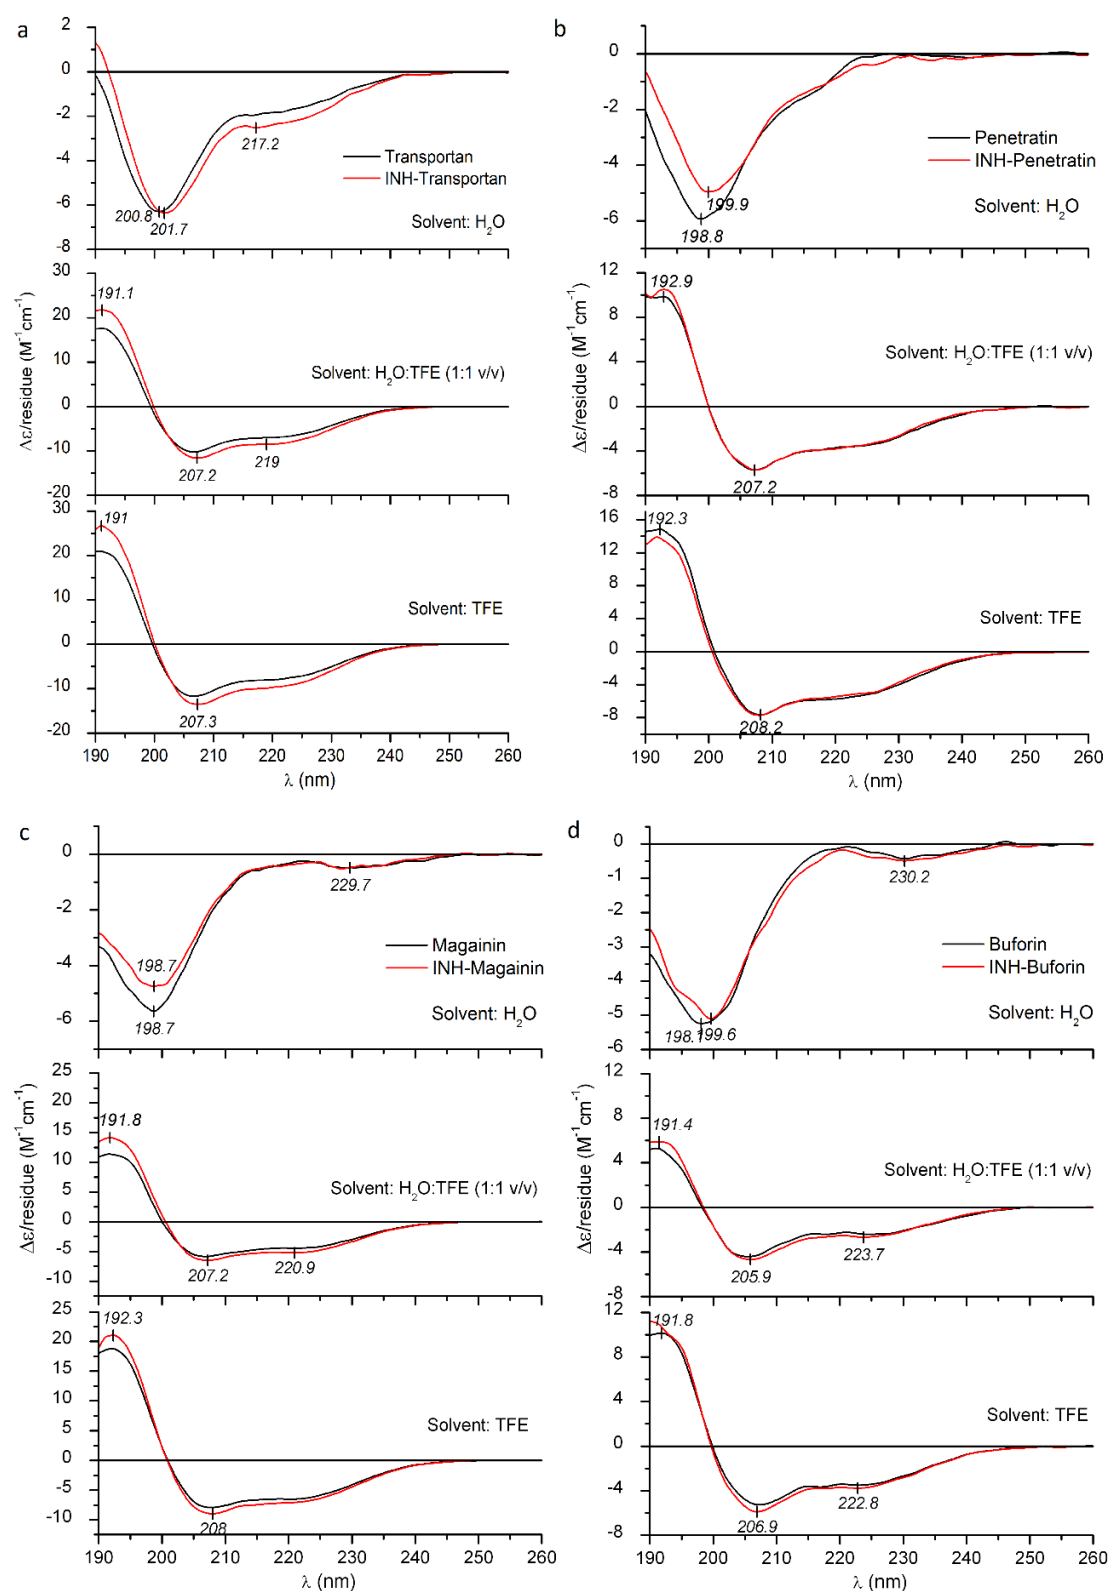 a
2
0
-2
-4
-6
-8
217.2
200.8
201.7
Transportan
INH-Transportan
Solvent: H₂O
30
20
10
0
-10
-20
191.1
Solvent: H₂O:TFE (1:1 v/v)
207.2
219
Δε/residue (M⁻¹cm⁻¹)
30
20
10
0
-10
-20
191
Solvent: TFE
207.3
190 200 210 220 230 240 250 260
λ (nm)
b
0
-2
-4
-6
199.9
198.8
Penetratin
INH-Penetratin
Solvent: H₂O
12
8
4
0
-4
-8
192.9
Solvent: H₂O:TFE (1:1 v/v)
207.2
Δε/residue (M⁻¹cm⁻¹)
16
12
8
4
0
-4
-8
192.3
Solvent: TFE
208.2
190 200 210 220 230 240 250 260
λ (nm)
c
0
-2
-4
-6
229.7
198.7
198.7
Magainin
INH-Magainin
Solvent: H₂O
25
20
15
10
5
0
-5
-10
191.8
Solvent: H₂O:TFE (1:1 v/v)
207.2
220.9
Δε/residue (M⁻¹cm⁻¹)
25
20
15
10
5
0
-5
-10
192.3
Solvent: TFE
208
190 200 210 220 230 240 250 260
λ (nm)
d
0
-1
-2
-3
-4
-5
-6
230.2
198.1
199.6
Buforin
INH-Buforin
Solvent: H₂O
12
8
4
0
-4
-8
191.4
Solvent: H₂O:TFE (1:1 v/v)
205.9
223.7
Δε/residue (M⁻¹cm⁻¹)
12
8
4
0
-4
-8
191.8
Solvent: TFE
206.9
222.8
190 200 210 220 230 240 250 260
λ (nm)